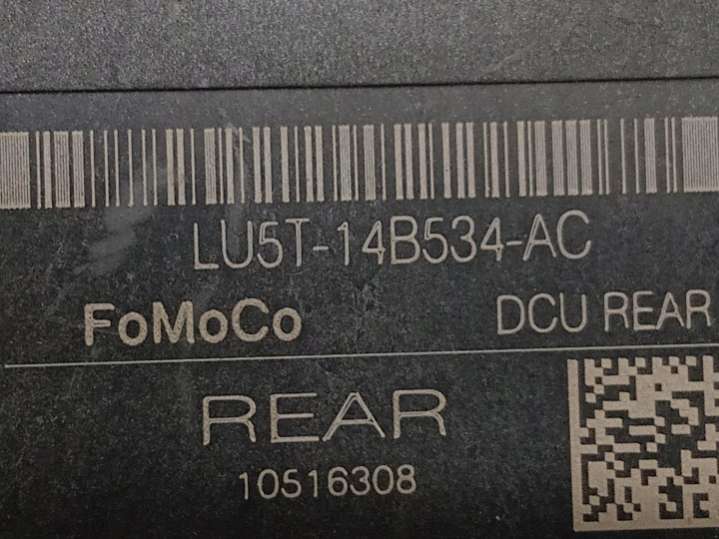 LU5T-14B534-AC
FoMoCo DCU REAR
REAR
10516308